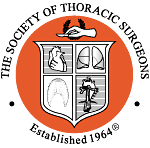 THE SOCIETY OF THORACIC SURGEONS
Established 1964®